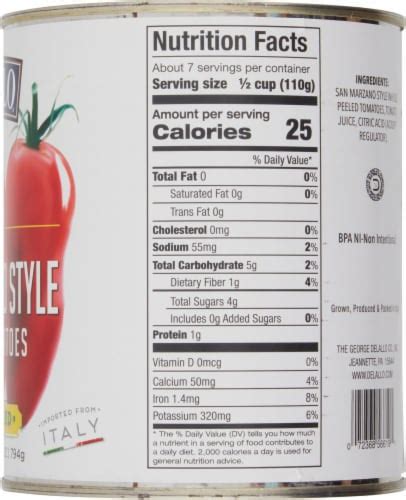 O
STYLE
TOES
IMPORTED FROM
ITALY
794g
Nutrition Facts
About 7 servings per container
Serving size ½ cup (110g)
Amount per serving
Calories 25
% Daily Value*
Total Fat 0 0%
Saturated Fat 0g 0%
Trans Fat 0g
Cholesterol 0mg 0%
Sodium 55mg 2%
Total Carbohydrate 5g 2%
Dietary Fiber 1g 4%
Total Sugars 4g
Includes 0g Added Sugars 0%
Protein 1g
Vitamin D 0mcg 0%
Calcium 50mg 4%
Iron 1.4mg 8%
Potassium 320mg 6%
* The % Daily Value (DV) tells you how much
a nutrient in a serving of food contributes to
a daily diet. 2,000 calories a day is used for
general nutrition advice.
INGREDIENTS:
SAN MARZANO STYLE
PEELED TOMATOES,
JUICE, CITRIC ACID
REGULATOR
BPA NI-Non
Grown, Produced & Packed
THE GEORGE DELALLO CO.
JEANNETTE, PA 15644
WWW.DELALLO